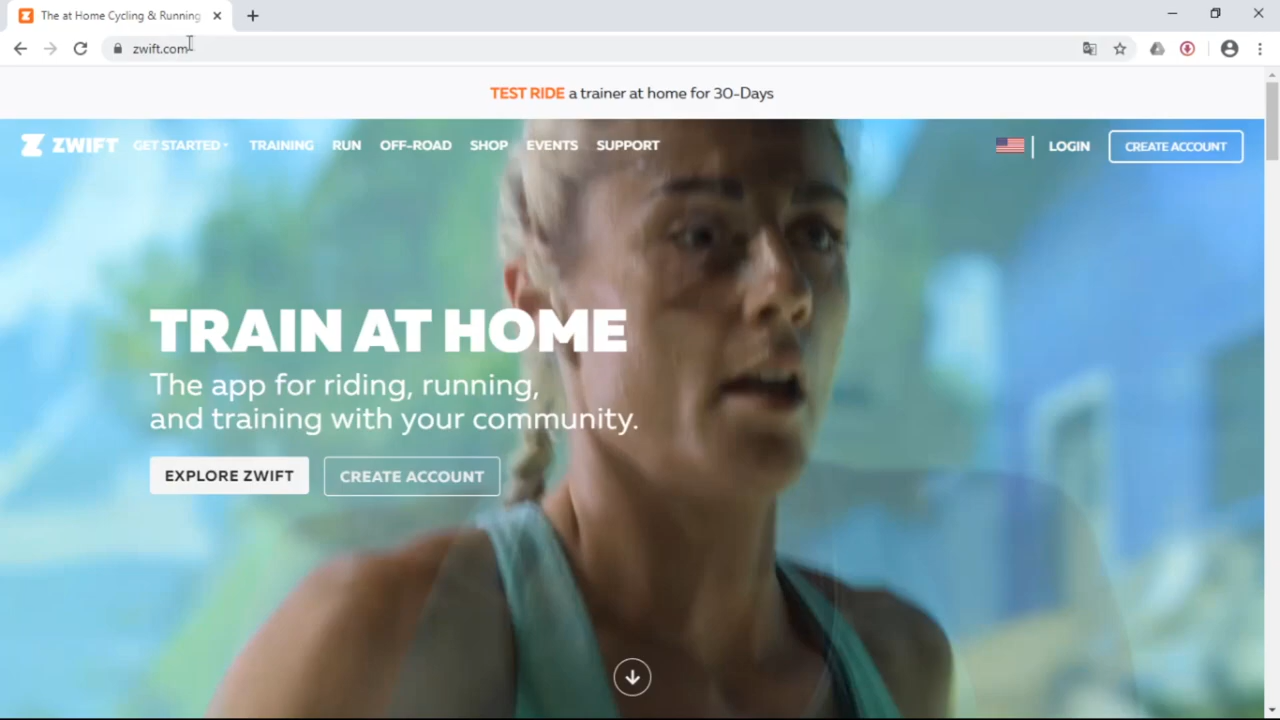 The at Home Cycling & Running
zwift.com
TEST RIDE a trainer at home for 30-Days
ZWIFT GET STARTED TRAINING RUN OFF-ROAD SHOP EVENTS SUPPORT LOGIN CREATE ACCOUNT
TRAIN AT HOME
The app for riding, running,
and training with your community.
EXPLORE ZWIFT CREATE ACCOUNT